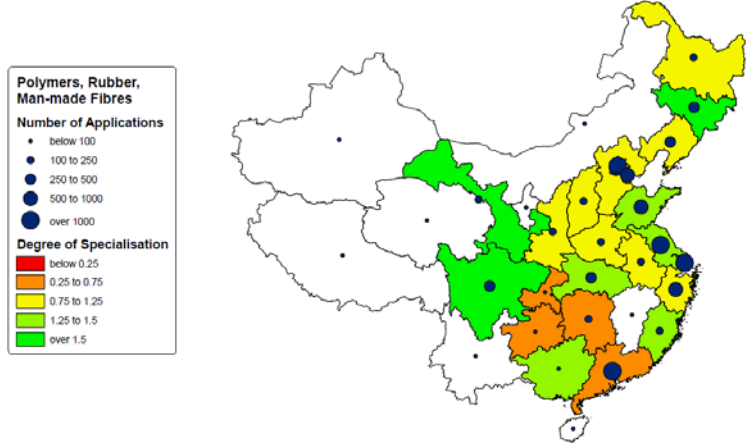 Polymers, Rubber,
Man-made Fibres
Number of Applications
below 100
100 to 250
250 to 500
500 to 1000
over 1000
Degree of Specialisation
below 0.25
0.25 to 0.75
0.75 to 1.25
1.25 to 1.5
over 1.5